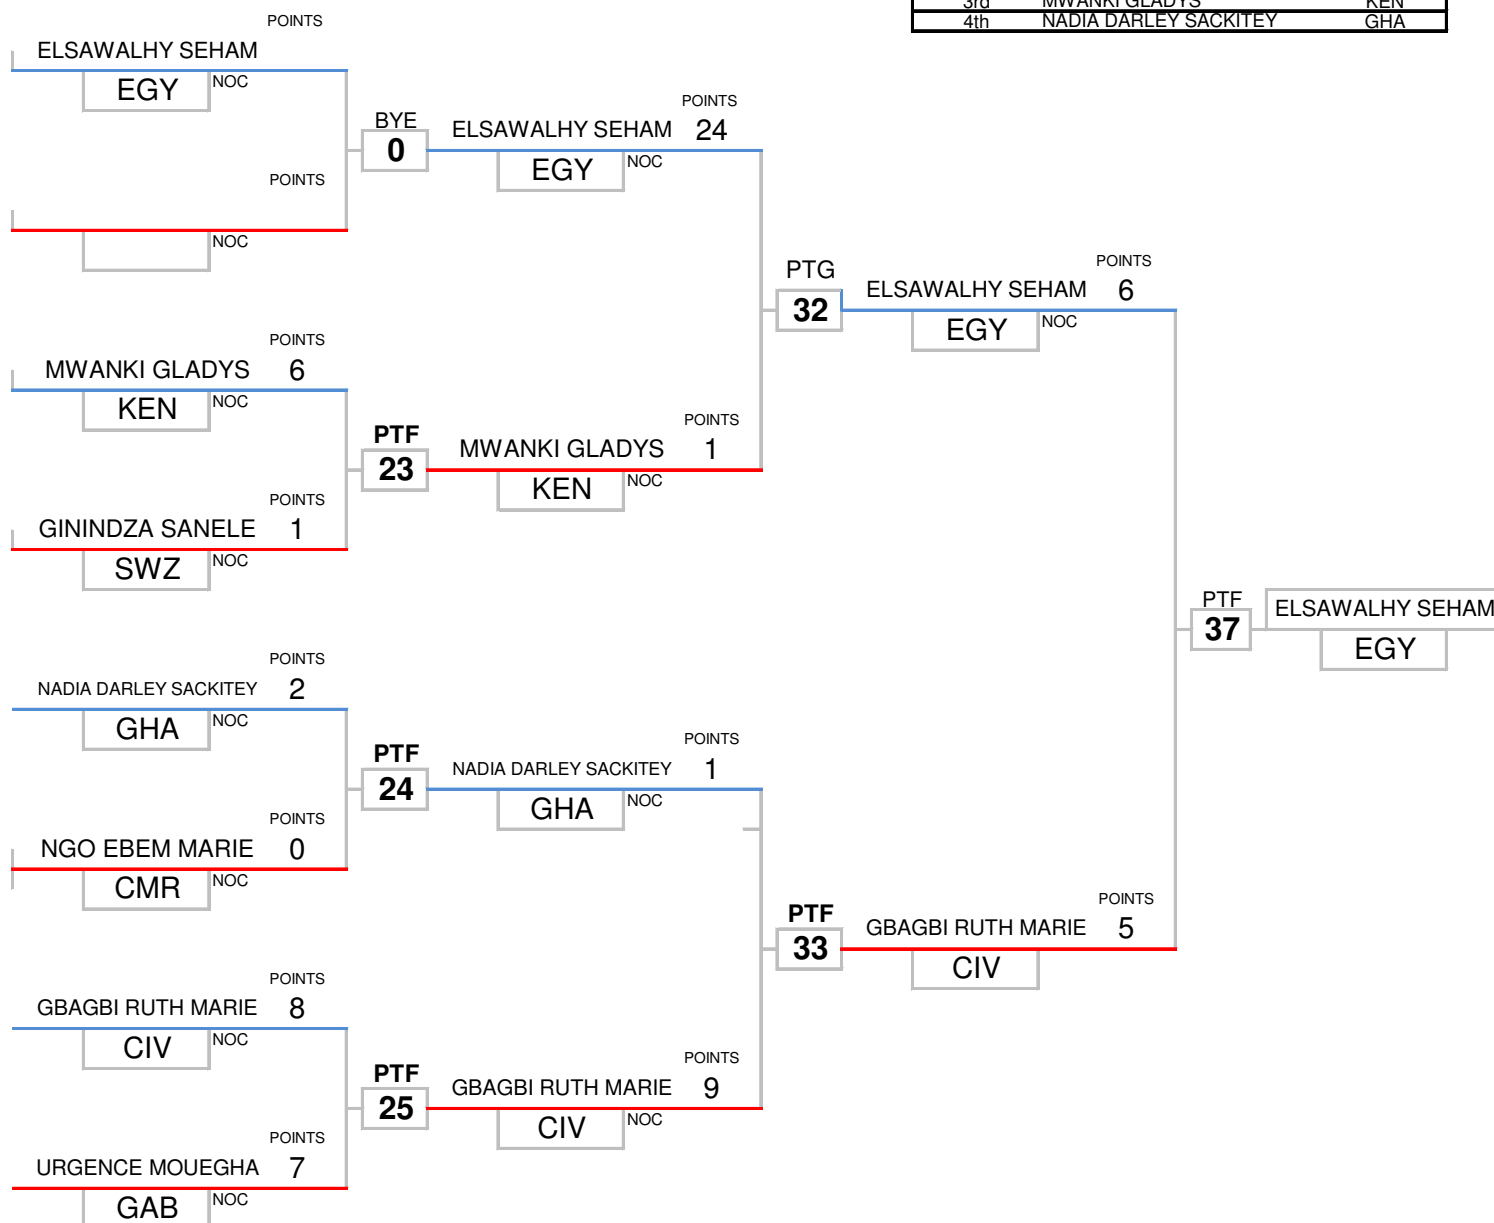 3rd MWANKI GLADYS KEN
4th NADIA DARLEY SACKITEY GHA
POINTS
ELSAWALHY SEHAM
EGY NOC
BYE
0
POINTS
ELSAWALHY SEHAM 24
EGY NOC
POINTS
NOC
PTG
32
POINTS
ELSAWALHY SEHAM 6
EGY NOC
POINTS
MWANKI GLADYS 6
KEN NOC
PTF
23
POINTS
MWANKI GLADYS 1
KEN NOC
POINTS
GININDZA SANELE 1
SWZ NOC
PTF
37
ELSAWALHY SEHAM
EGY
POINTS
NADIA DARLEY SACKITEY 2
GHA NOC
PTF
24
POINTS
NADIA DARLEY SACKITEY 1
GHA NOC
POINTS
NGO EBEM MARIE 0
CMR NOC
PTF
33
POINTS
GBAGBI RUTH MARIE 5
CIV
POINTS
GBAGBI RUTH MARIE 8
CIV NOC
PTF
25
POINTS
GBAGBI RUTH MARIE 9
CIV NOC
POINTS
URGENCE MOUEGHA 7
GAB NOC